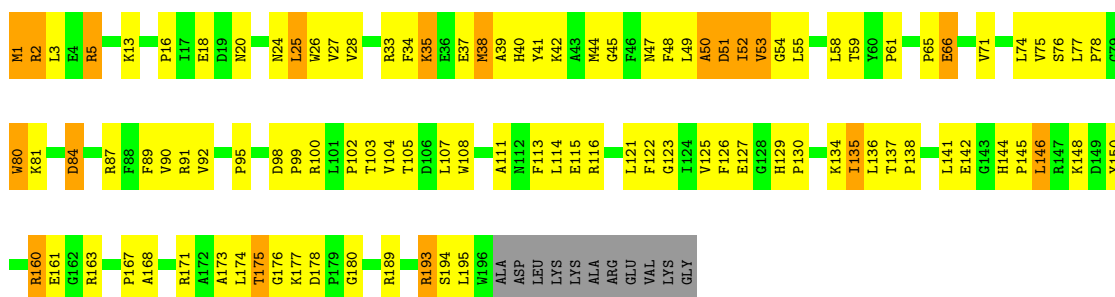 M1 R2 L3 E4 R5 K13 P16 I17 E18 D19 N20 N24 L25 W26 V27 V28 R33 F34 K35 E36 E37 M38 A39 H40 Y41 K42 A43 M44 G45 F46 N47 F48 L49 A50 D51 I52 V53 G54 L55 L58 T59 Y60 P61 P65 E66 V71 L74 V75 S76 L77 P78 G79
W80 K81 D84 R87 F88 F89 V90 R91 V92 P95 D98 P99 R100 L101 P102 T103 V104 T105 D106 L107 W108 A111 N112 F113 L114 E115 R116 L121 F122 G123 I124 V125 F126 E127 G128 H129 P130 K134 I135 L136 T137 P138 L141 E142 G143 H144 P145 L146 R147 K148 D149 Y150
R160 E161 G162 R163 P167 A168 R171 A172 A173 L174 T175 G176 K177 D178 P179 G180 R189 R193 S194 L195 W196 ALA ASP LEU LYS LYS ALA ARG GLU VAL LYS GLY